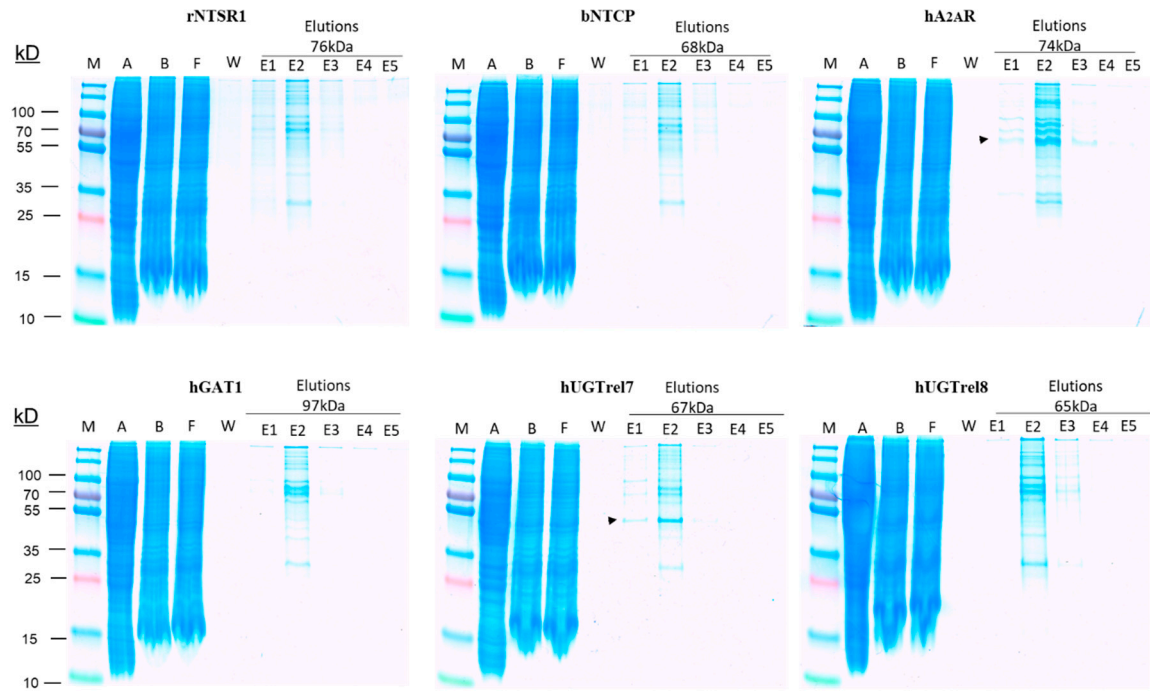 rNTSR1
Elutions
76kDa
kD
M A B F W E1 E2 E3 E4 E5
100
70
55
35
25
15
10
bNTCP
Elutions
68kDa
M A B F W E1 E2 E3 E4 E5
hA2AR
Elutions
74kDa
M A B F W E1 E2 E3 E4 E5
hGAT1
Elutions
97kDa
kD
M A B F W E1 E2 E3 E4 E5
100
70
55
35
25
15
10
hUGTrel7
Elutions
67kDa
M A B F W E1 E2 E3 E4 E5
hUGTrel8
Elutions
65kDa
M A B F W E1 E2 E3 E4 E5